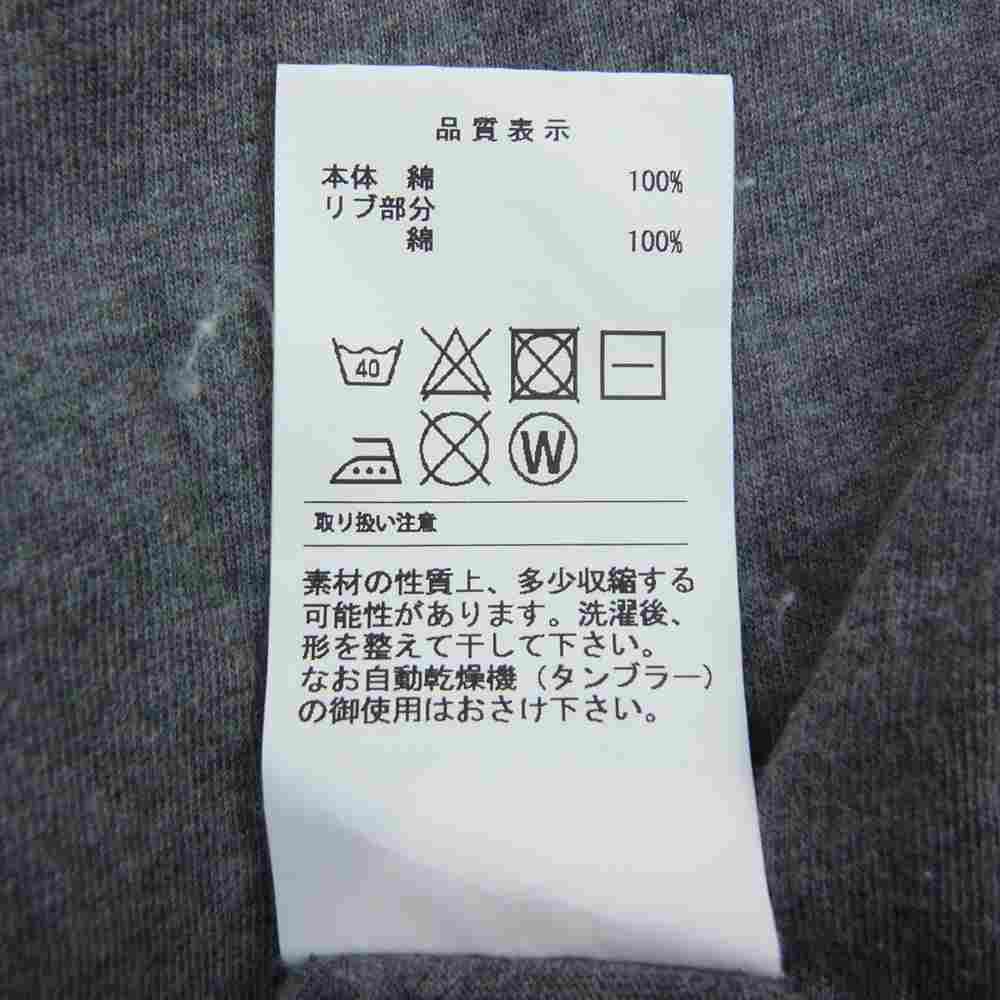 品質表示
本体 綿 100%
リブ部分
綿 100%
40
W
取り扱い注意
素材の性質上、多少収縮する
可能性があります。洗濯後、
形を整えて干して下さい。
なお自動乾燥機（タンブラー）
の御使用はおさけ下さい。